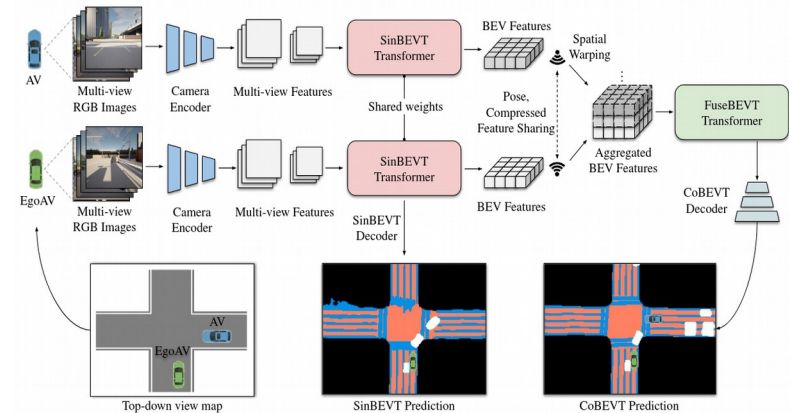 AV
Multi-view
RGB Images
Camera
Encoder
Multi-view Features
SinBEVT
Transformer
BEV Features
Spatial
Warping
Shared weights
Pose,
Compressed
Feature Sharing
Aggregated
BEV Features
FuseBEVT
Transformer
EgoAV
Multi-view
RGB Images
Camera
Encoder
Multi-view Features
SinBEVT
Transformer
BEV Features
SinBEVT
Decoder
CoBEVT
Decoder
AV
EgoAV
Top-down view map
SinBEVT Prediction
CoBEVT Prediction